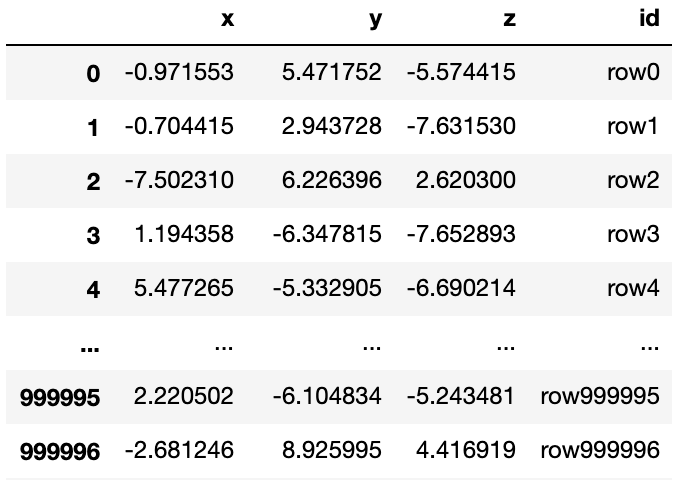 x y z id
0 -0.971553 5.471752 -5.574415 row0
1 -0.704415 2.943728 -7.631530 row1
2 -7.502310 6.226396 2.620300 row2
3 1.194358 -6.347815 -7.652893 row3
4 5.477265 -5.332905 -6.690214 row4
... ... ... ... ...
999995 2.220502 -6.104834 -5.243481 row999995
999996 -2.681246 8.925995 4.416919 row999996